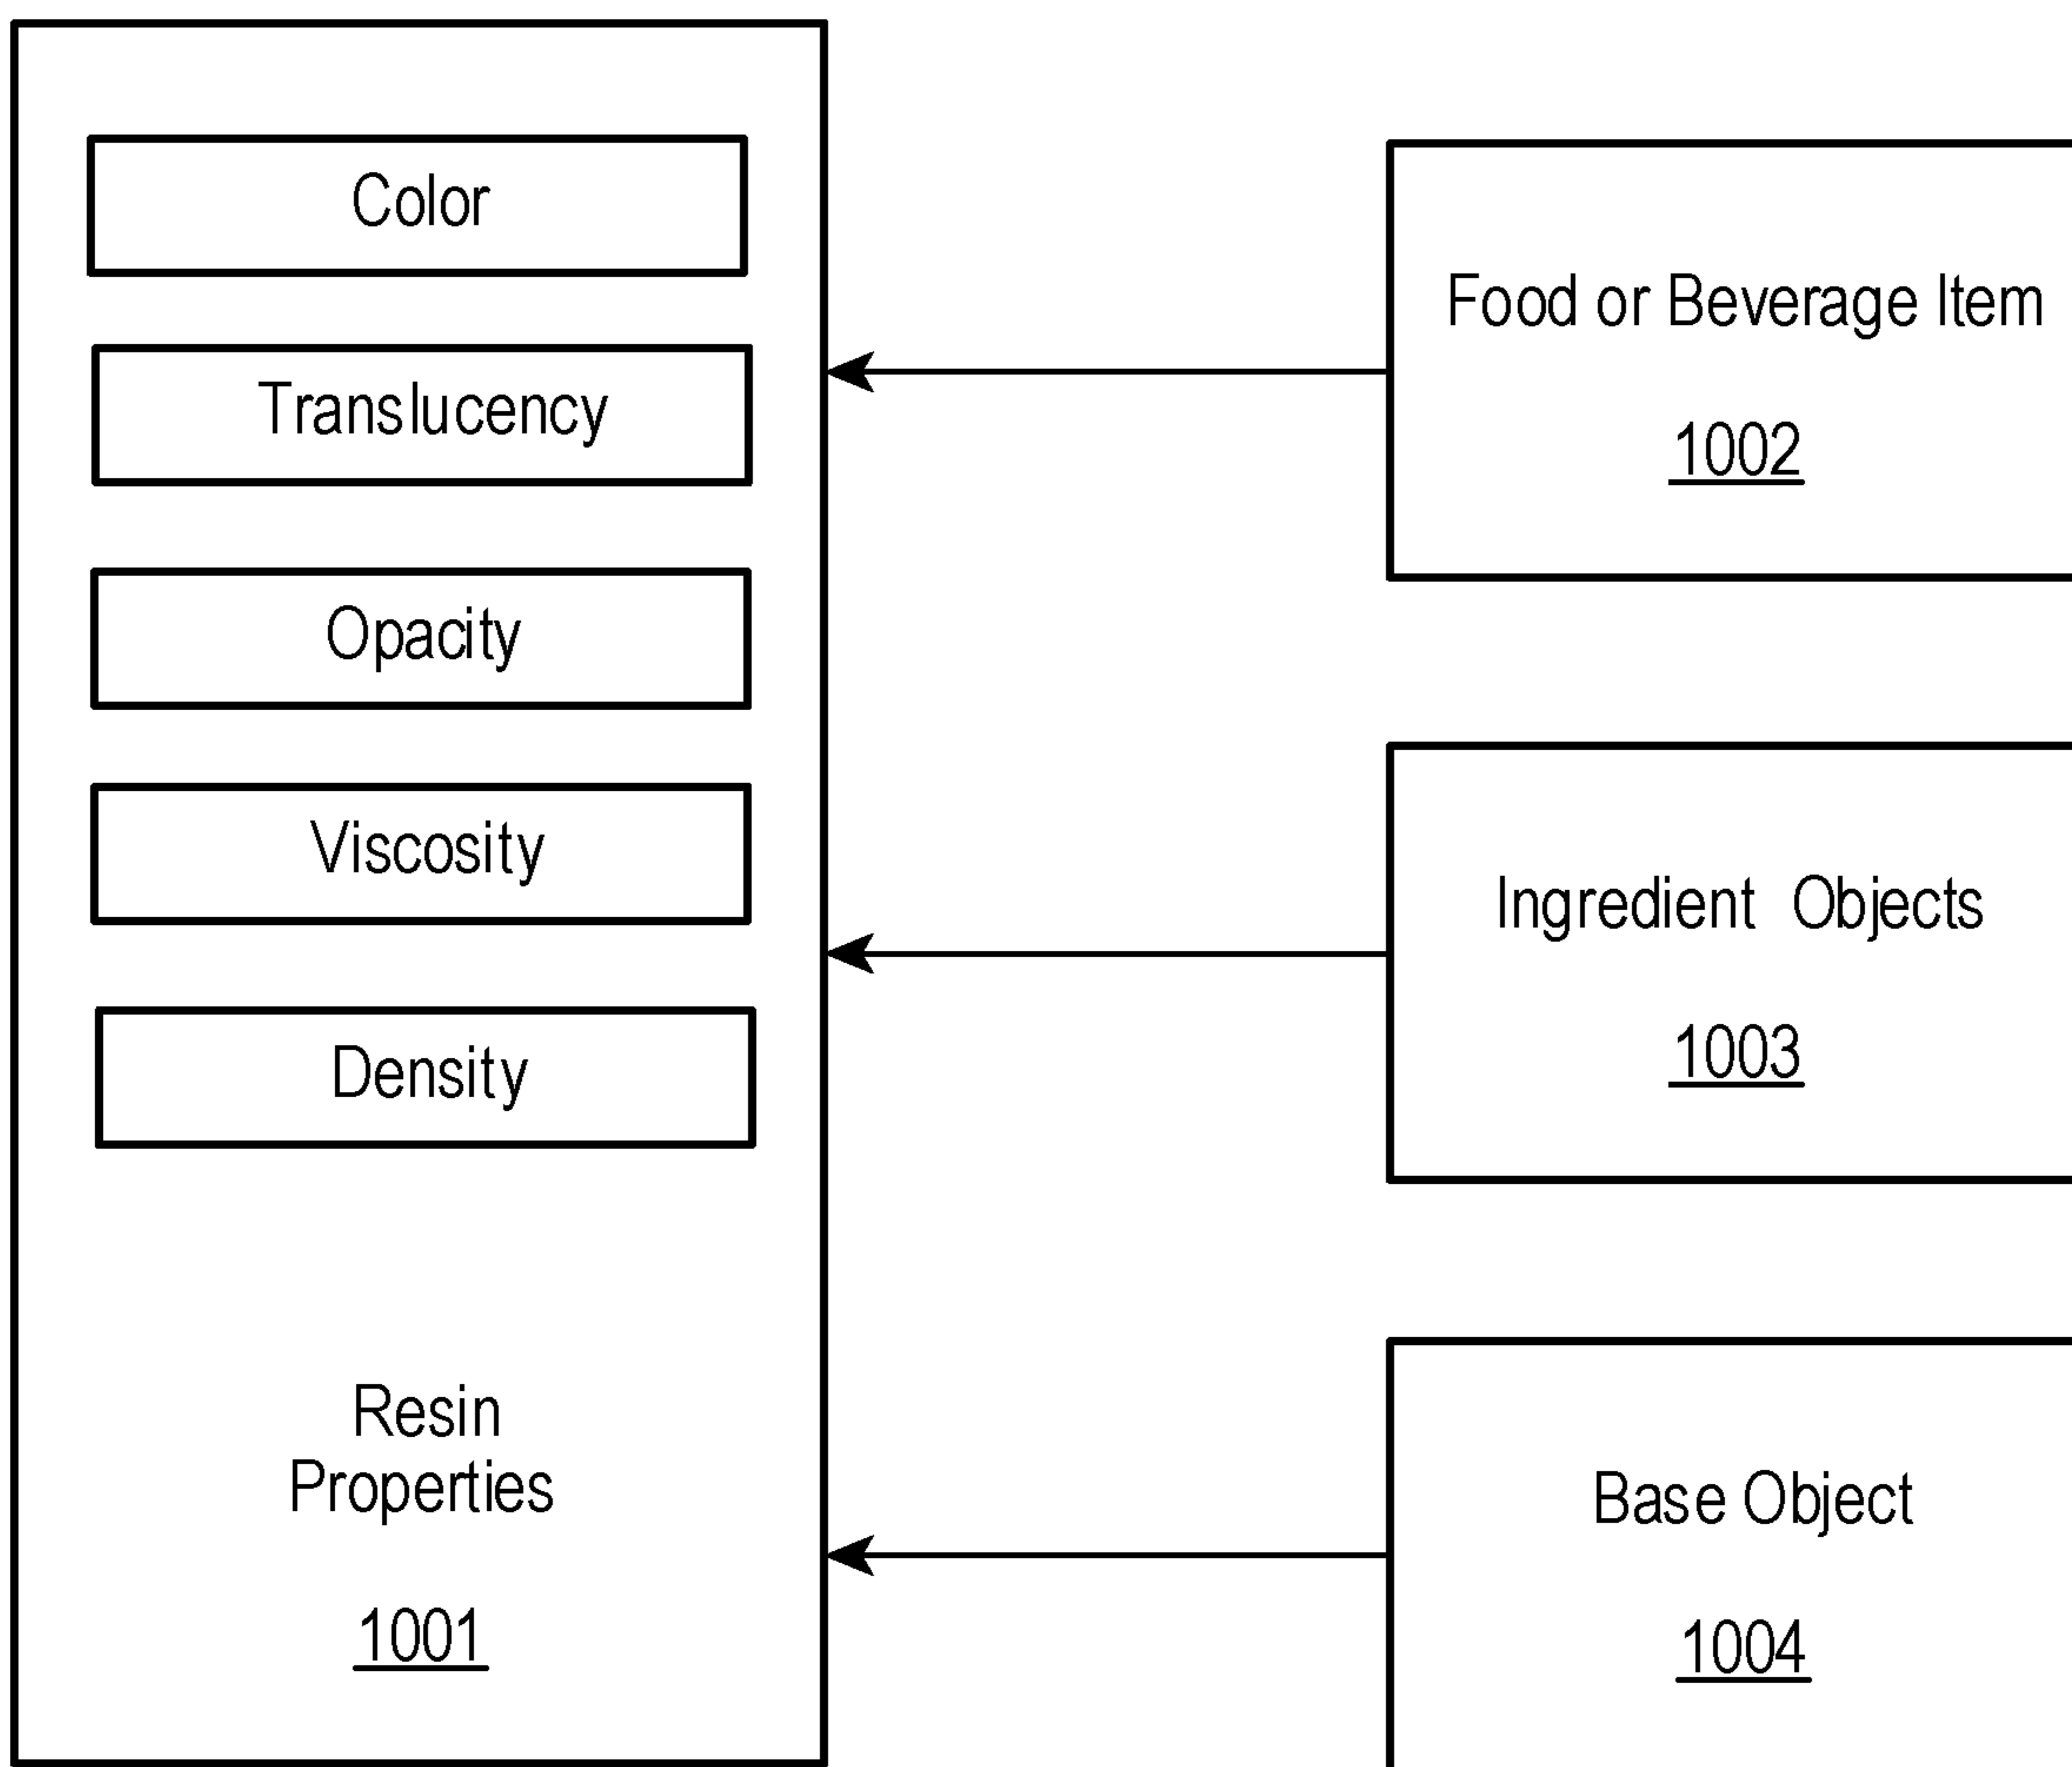 Color
Translucency
Opacity
Viscosity
Density
Resin
Properties
1001
Food or Beverage Item
1002
Ingredient Objects
1003
Base Object
1004